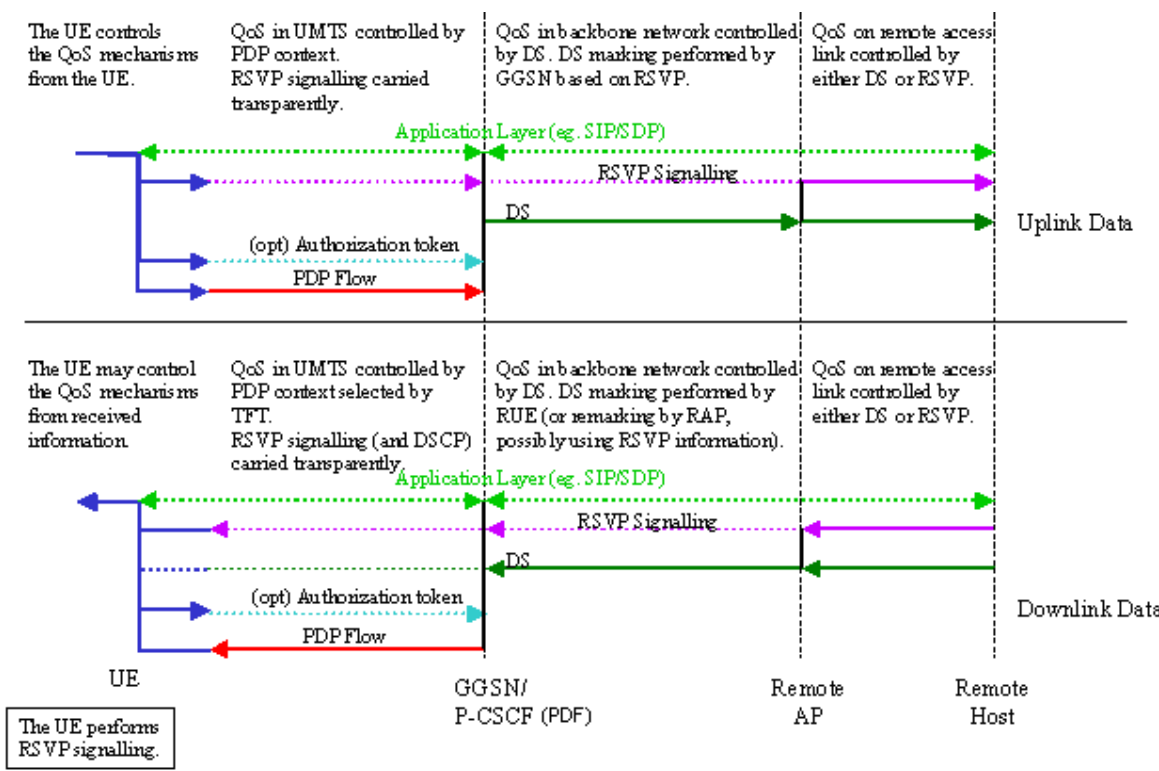 The UE controls
the QoS mechanisms
from the UE.
QoS in UMTS controlled by
PDP context.
RSVP signalling carried
transparently.
QoS in backbone network controlled
by DS. DS marking performed by
GGSN based on RSVP.
QoS on remote access
link controlled by
either DS or RSVP.
Application Layer (eg. SIP/SDP)
RSVP Signalling
DS
(opt) Authorization token
PDP Flow
Uplink Data
The UE may control
the QoS mechanisms
from received
information.
QoS in UMTS controlled by
PDP context selected by
TFT.
RSVP signalling (and DSCP)
carried transparently.
QoS in backbone network controlled
by DS. DS marking performed by
RUE (or remarking by RAP,
possibly using RSVP information).
QoS on remote access
link controlled by
either DS or RSVP.
Application Layer (eg. SIP/SDP)
RSVP Signalling
DS
(opt) Authorization token
PDP Flow
Downlink Data
UE
GGSN/
P-CSCF (PDF)
Remote
AP
Remote
Host
The UE performs
RSVP signalling.